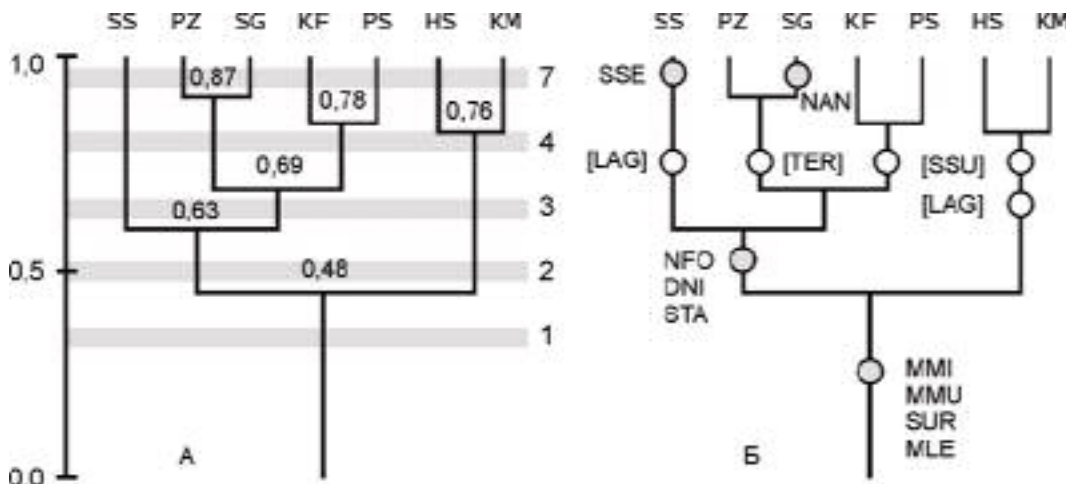 SS PZ SG KF PS HS KM
1,0
0,87
0,78
0,76
7
4
0,69
0,63
3
0,5
0,48
2
1
0,0
А
SS PZ SG KF PS HS KM
SSE
NAN
[LAG]
[TER]
[SSU]
[LAG]
NFO
DNI
STA
MMI
MMU
SUR
MLE
Б